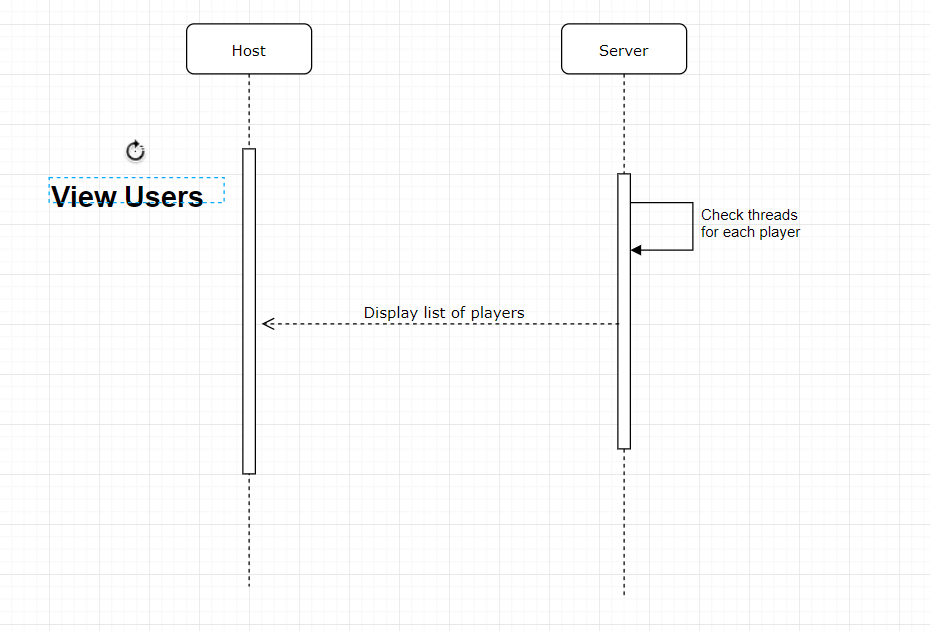 Host
Server
View Users
Check threads
for each player
Display list of players